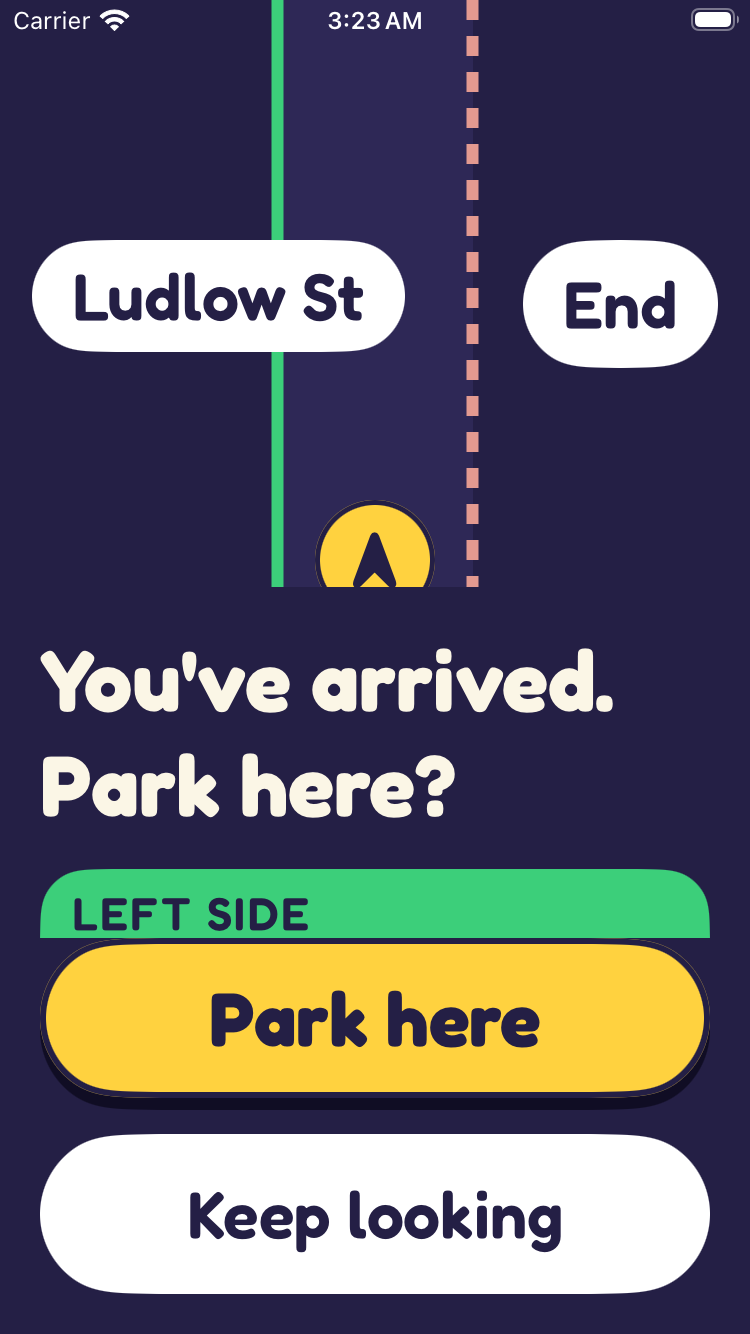 Carrier 3:23 AM
Ludlow St
End
You've arrived.
Park here?
LEFT SIDE
Park here
Keep looking